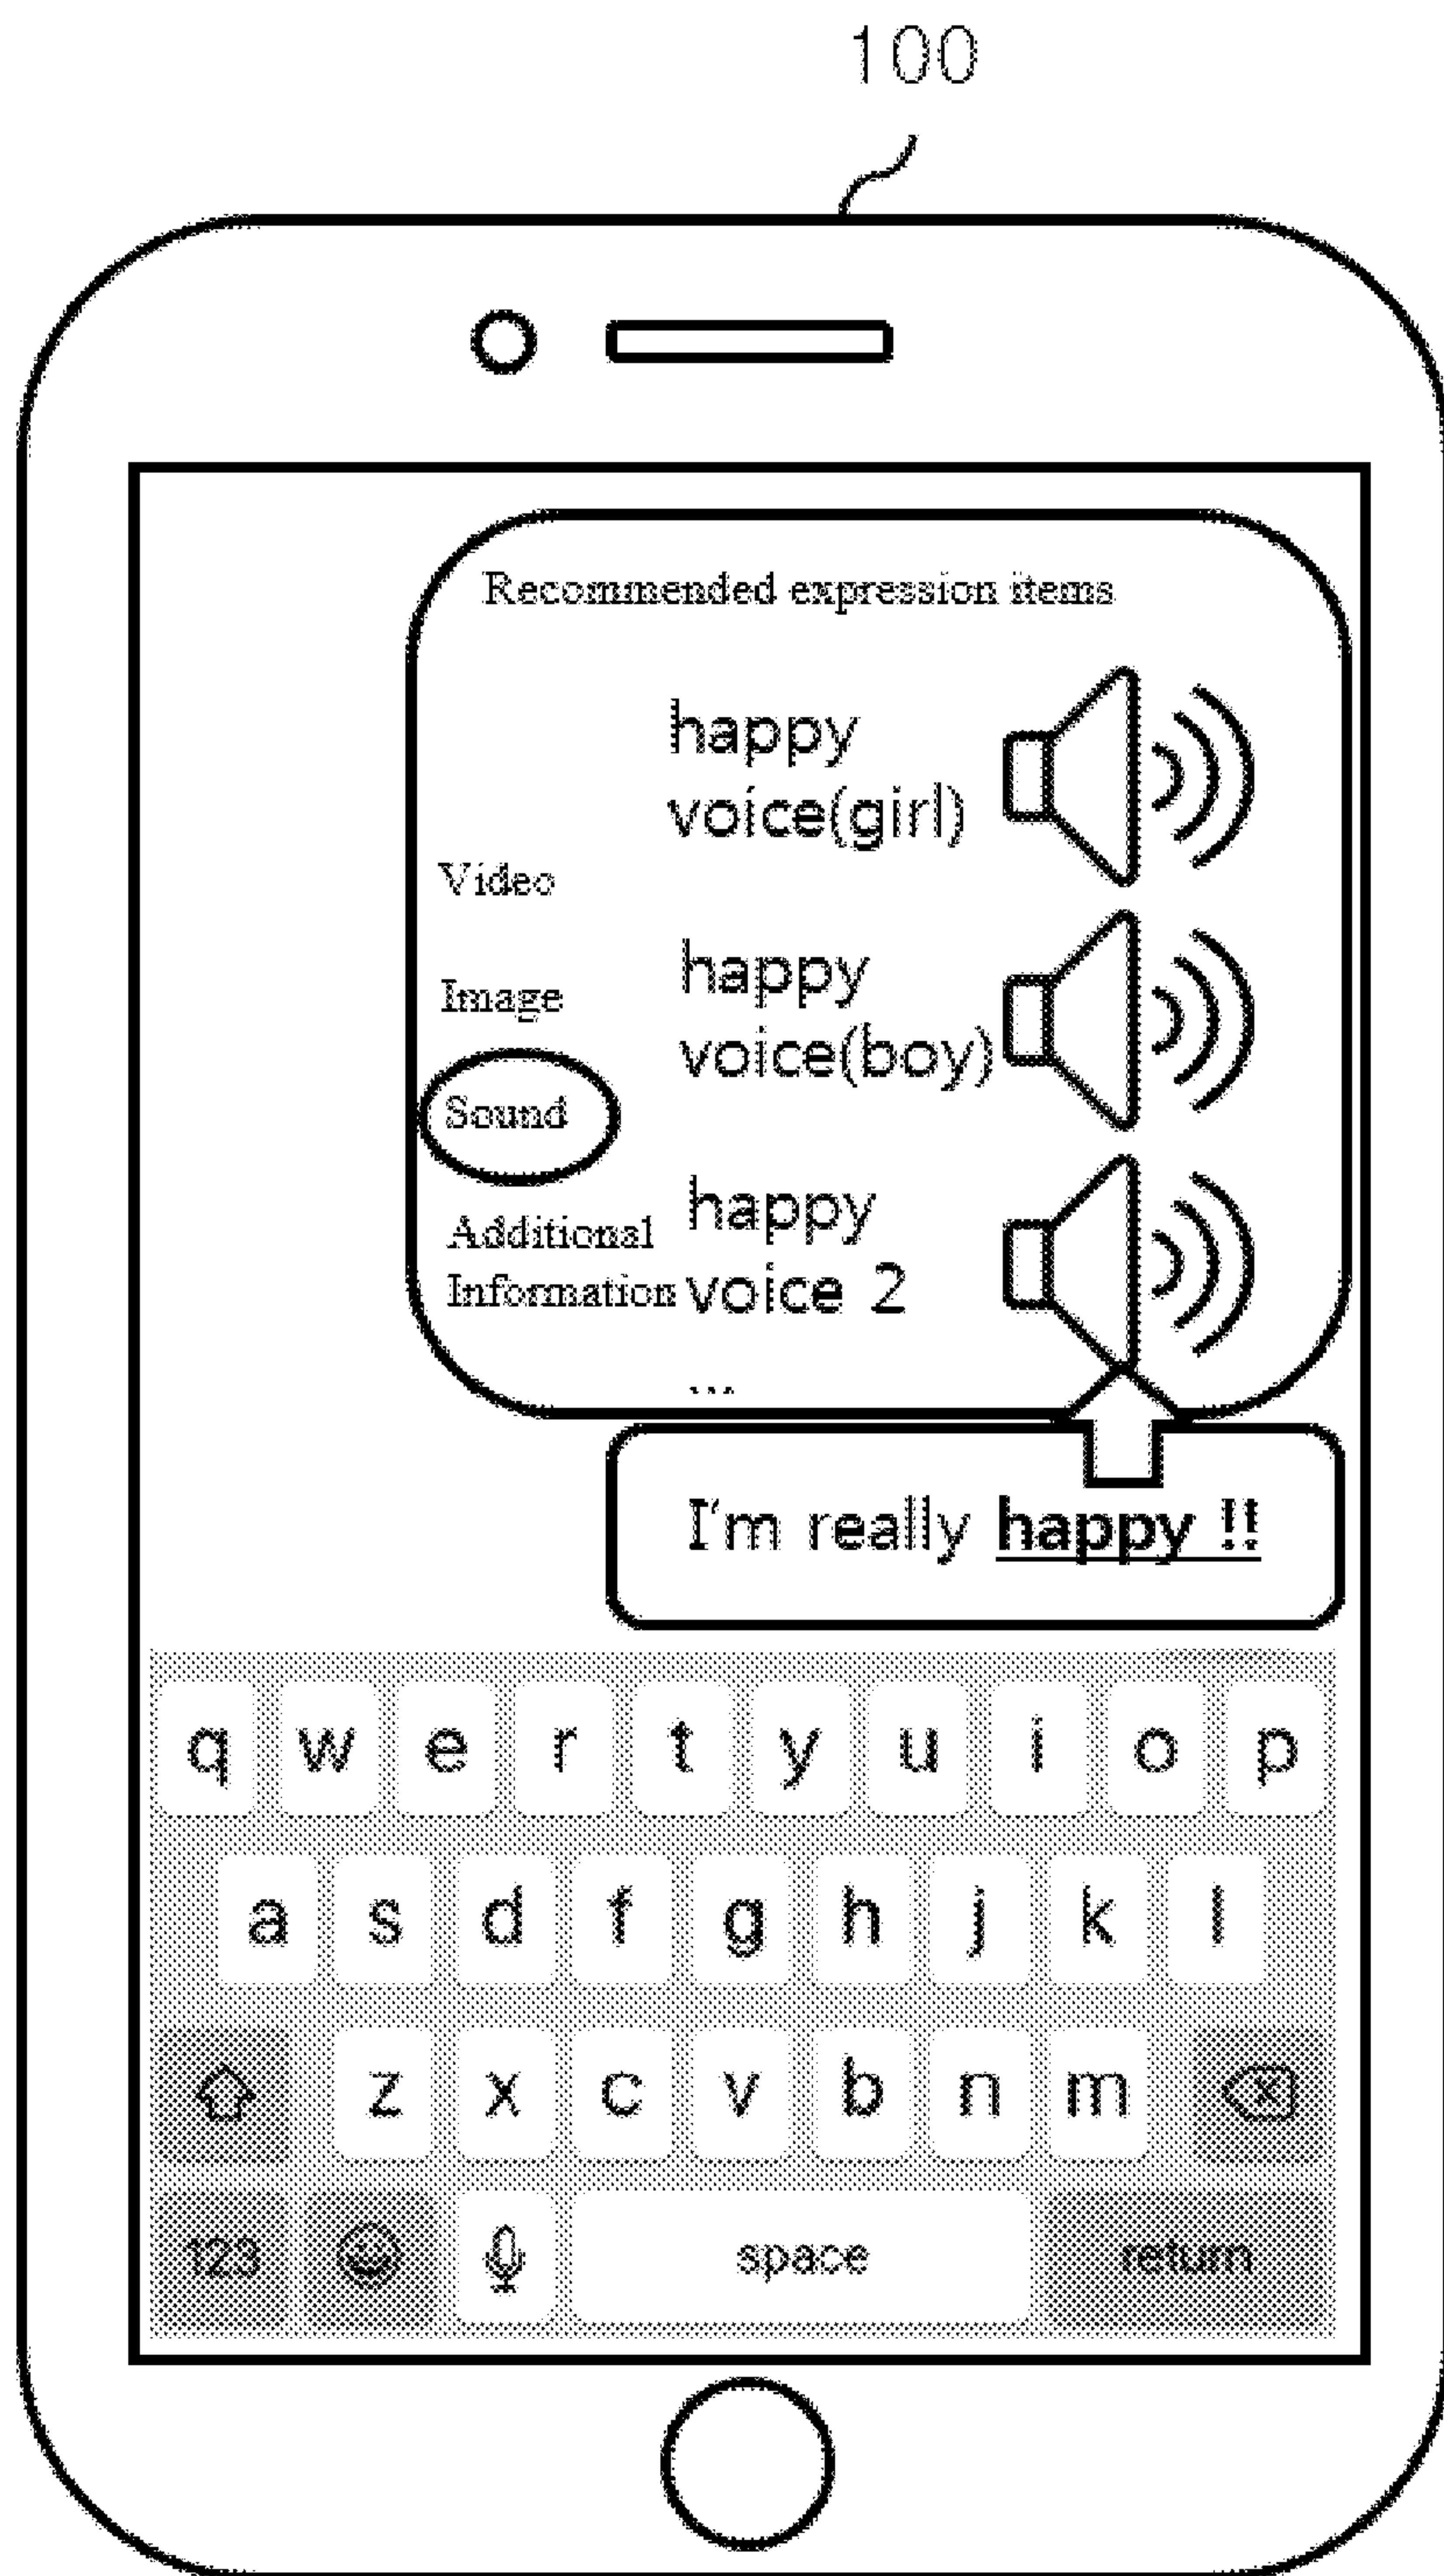 100
Recommended expression items
happy
voice(girl)
Video
happy
voice(boy)
Image
Sound
happy
voice 2
Additional
Information
...
I'm really happy !!
q w e r t y u i o p
a s d f g h j k l
z x c v b n m
123 space return